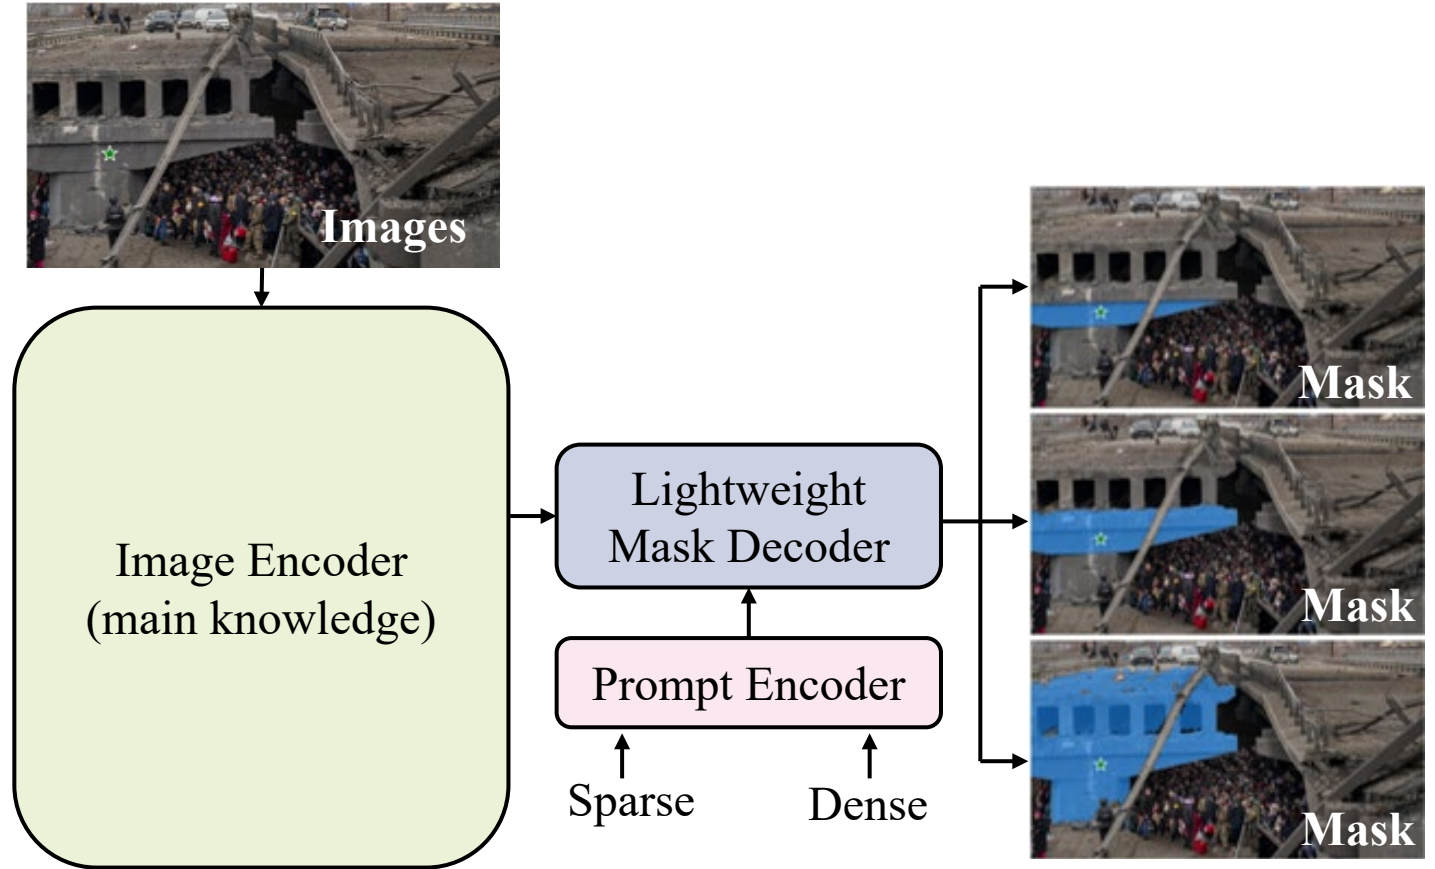 Images
Image Encoder
(main knowledge)
Lightweight
Mask Decoder
Prompt Encoder
Sparse
Dense
Mask
Mask
Mask